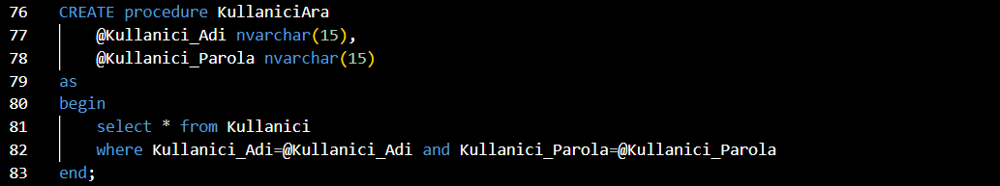 76 CREATE procedure KullaniciAra
77 @Kullanici_Adi nvarchar(15),
78 @Kullanici_Parola nvarchar(15)
79 as
80 begin
81 select * from Kullanici
82 where Kullanici_Adi=@Kullanici_Adi and Kullanici_Parola=@Kullanici_Parola
83 end;